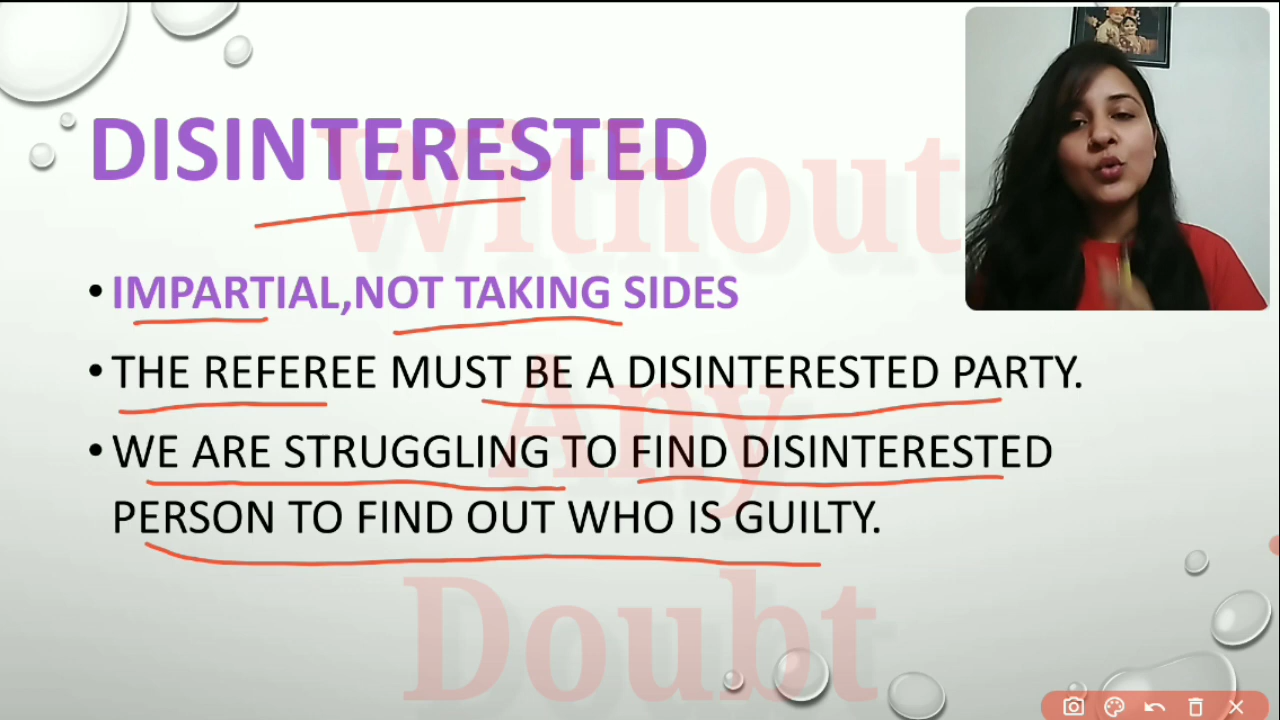 DISINTERESTED
• IMPARTIAL,NOT TAKING SIDES
• THE REFEREE MUST BE A DISINTERESTED PARTY.
• WE ARE STRUGGLING TO FIND DISINTERESTED
PERSON TO FIND OUT WHO IS GUILTY.
Without
Any
Doubt